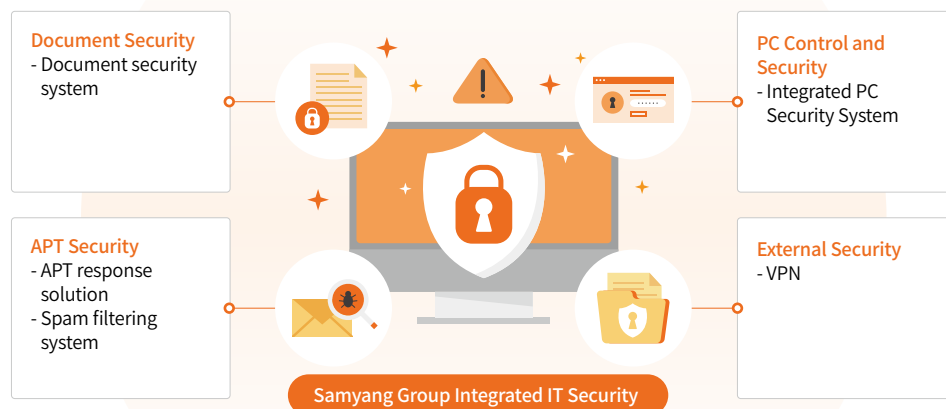 Document Security
- Document security
system
PC Control and
Security
- Integrated PC
Security System
APT Security
- APT response
solution
- Spam filtering
system
External Security
- VPN
Samyang Group Integrated IT Security